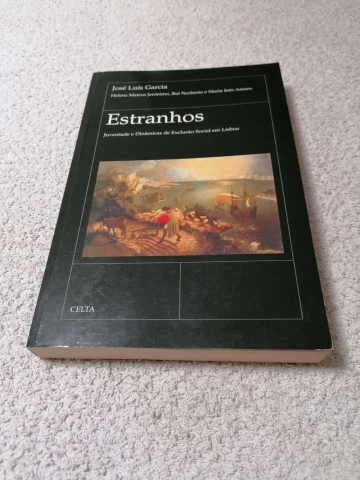 José Luís Garcia
Helena Mateus Jerónimo, Rui Norberto e Maria Inês Amaro
Estranhos
Juventude e Dinâmicas de Exclusão Social em Lisboa
CELTA